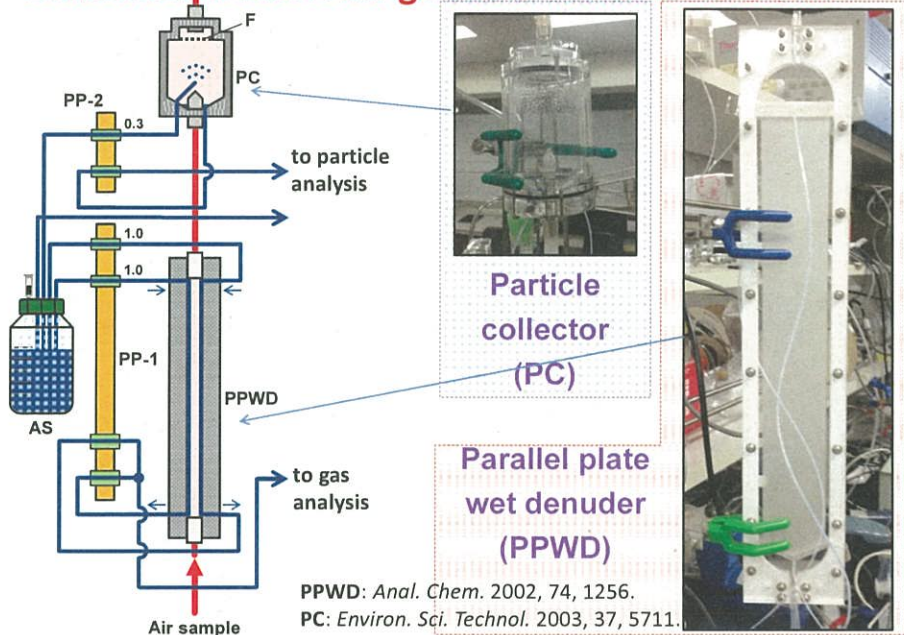 F
PC
PP-2
0.3
to particle
analysis
1.0
1.0
PP-1
PPWD
AS
to gas
analysis
Air sample
Particle
collector
(PC)
Parallel plate
wet denuder
(PPWD)
PPWD: Anal. Chem. 2002, 74, 1256.
PC: Environ. Sci. Technol. 2003, 37, 5711.